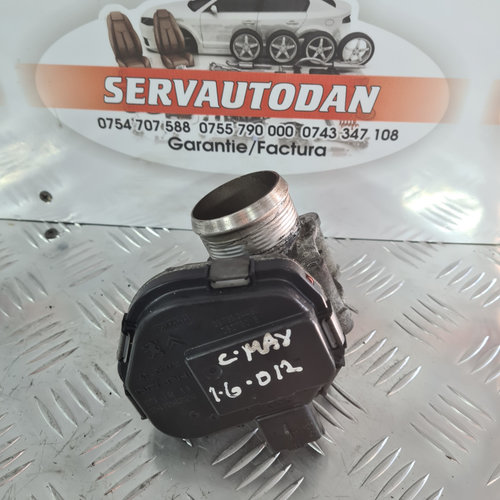 SERVAUTODAN
0754 707 588 0755 790 000 0743 347 108
Garantie/Factura
C-MAX
1.6-D12